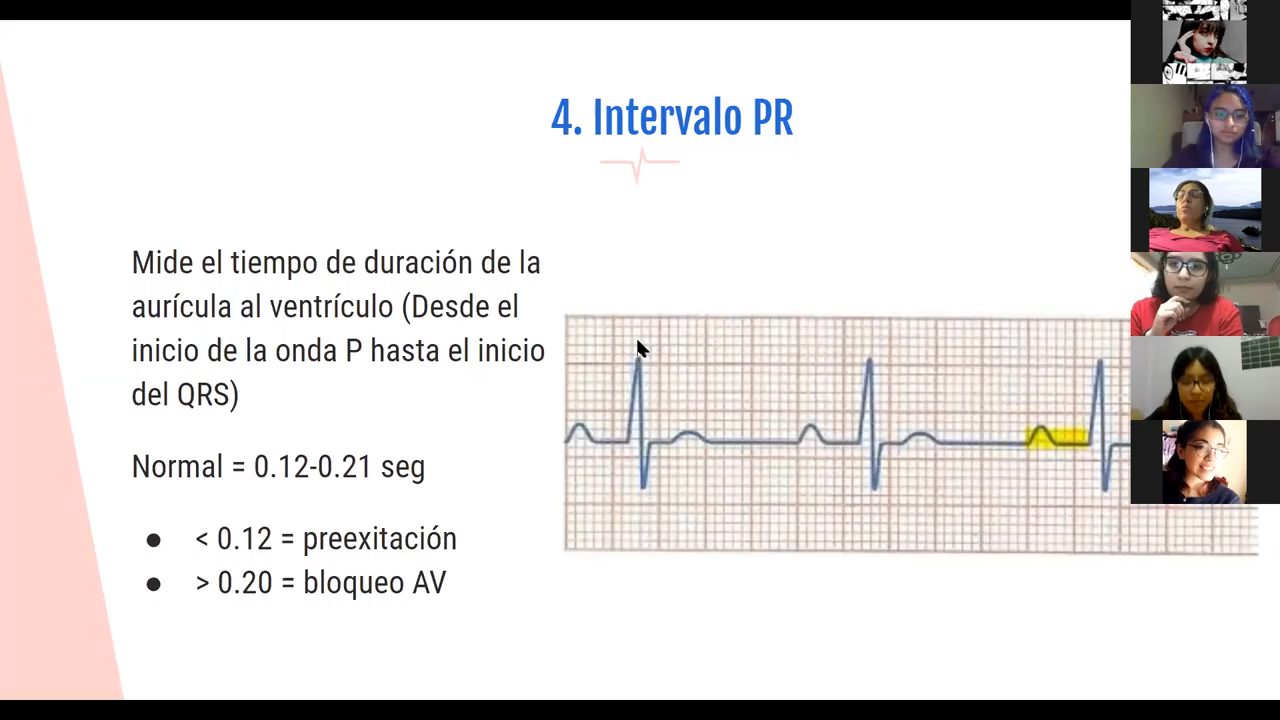 4. Intervalo PR
Mide el tiempo de duración de la
aurícula al ventrículo (Desde el
inicio de la onda P hasta el inicio
del QRS)
Normal = 0.12-0.21 seg
● < 0.12 = preexitación
● > 0.20 = bloqueo AV